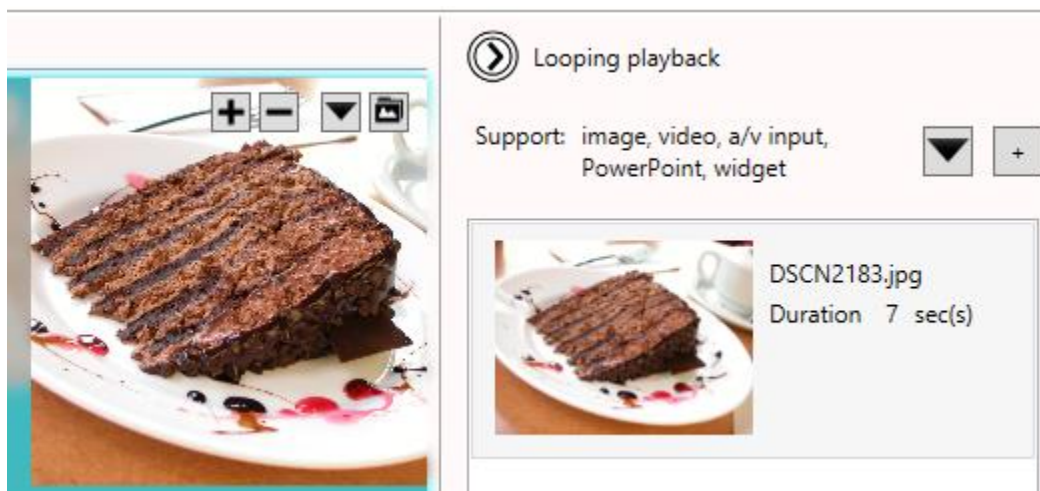 Looping playback
Support: image, video, a/v input,
PowerPoint, widget
+
DSCN2183.jpg
Duration 7 sec(s)